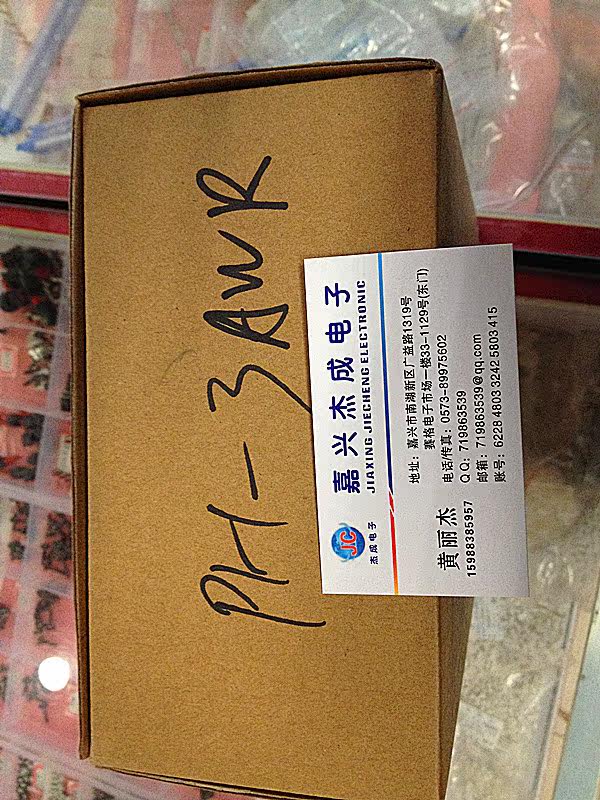 PH-3AWR
嘉兴杰成电子
JIAXING JIECHENG ELECTRONIC
JC
杰成电子
地址：嘉兴市南湖新区广益路1319号
赛格电子市场一楼33-1129号(东门)
电话/传真：0573-89975602
QQ：719863539
邮箱：719863539@qq.com
账号：6228 4803 3242 5803 415
黄丽杰
15988385957